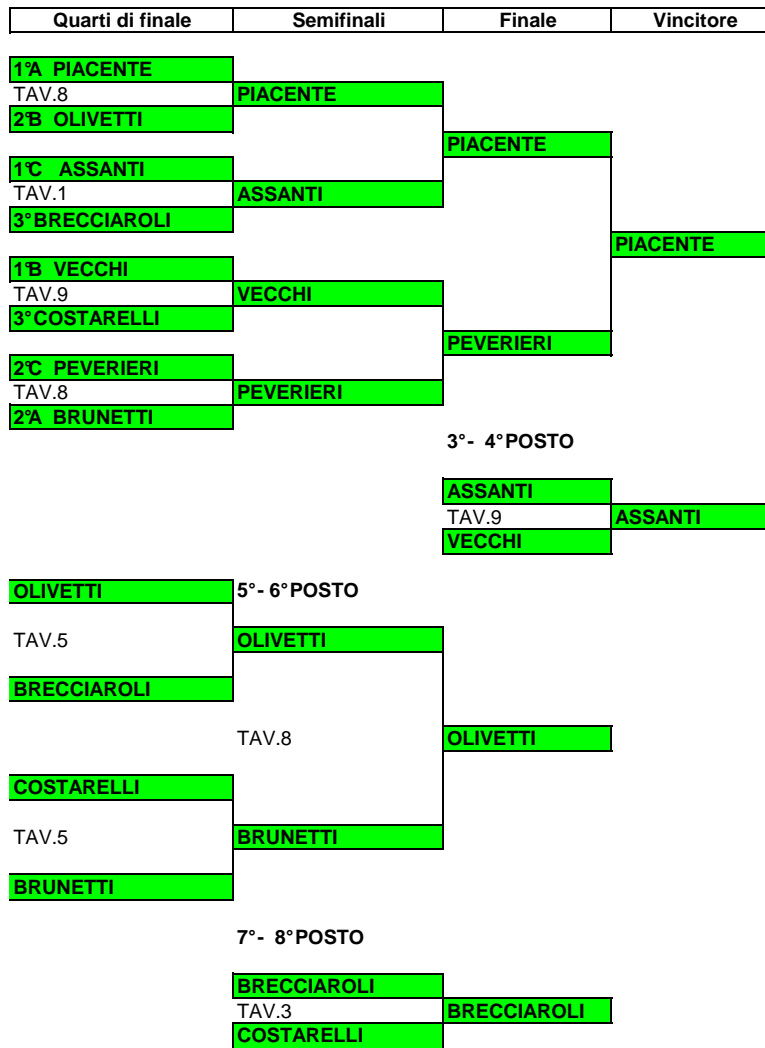 Quarti di finale Semifinali Finale Vincitore
1°A PIACENTE
TAV.8 PIACENTE
2°B OLIVETTI
PIACENTE
1°C ASSANTI
TAV.1 ASSANTI
3° BRECCIAROLI
PIACENTE
1°B VECCHI
TAV.9 VECCHI
3° COSTARELLI
PEVERIERI
2°C PEVERIERI
TAV.8 PEVERIERI
2°A BRUNETTI
3° - 4° POSTO
ASSANTI
TAV.9 ASSANTI
VECCHI
OLIVETTI 5° - 6° POSTO
TAV.5 OLIVETTI
BRECCIAROLI
TAV.8 OLIVETTI
COSTARELLI
TAV.5 BRUNETTI
BRUNETTI
7° - 8° POSTO
BRECCIAROLI
TAV.3 BRECCIAROLI
COSTARELLI